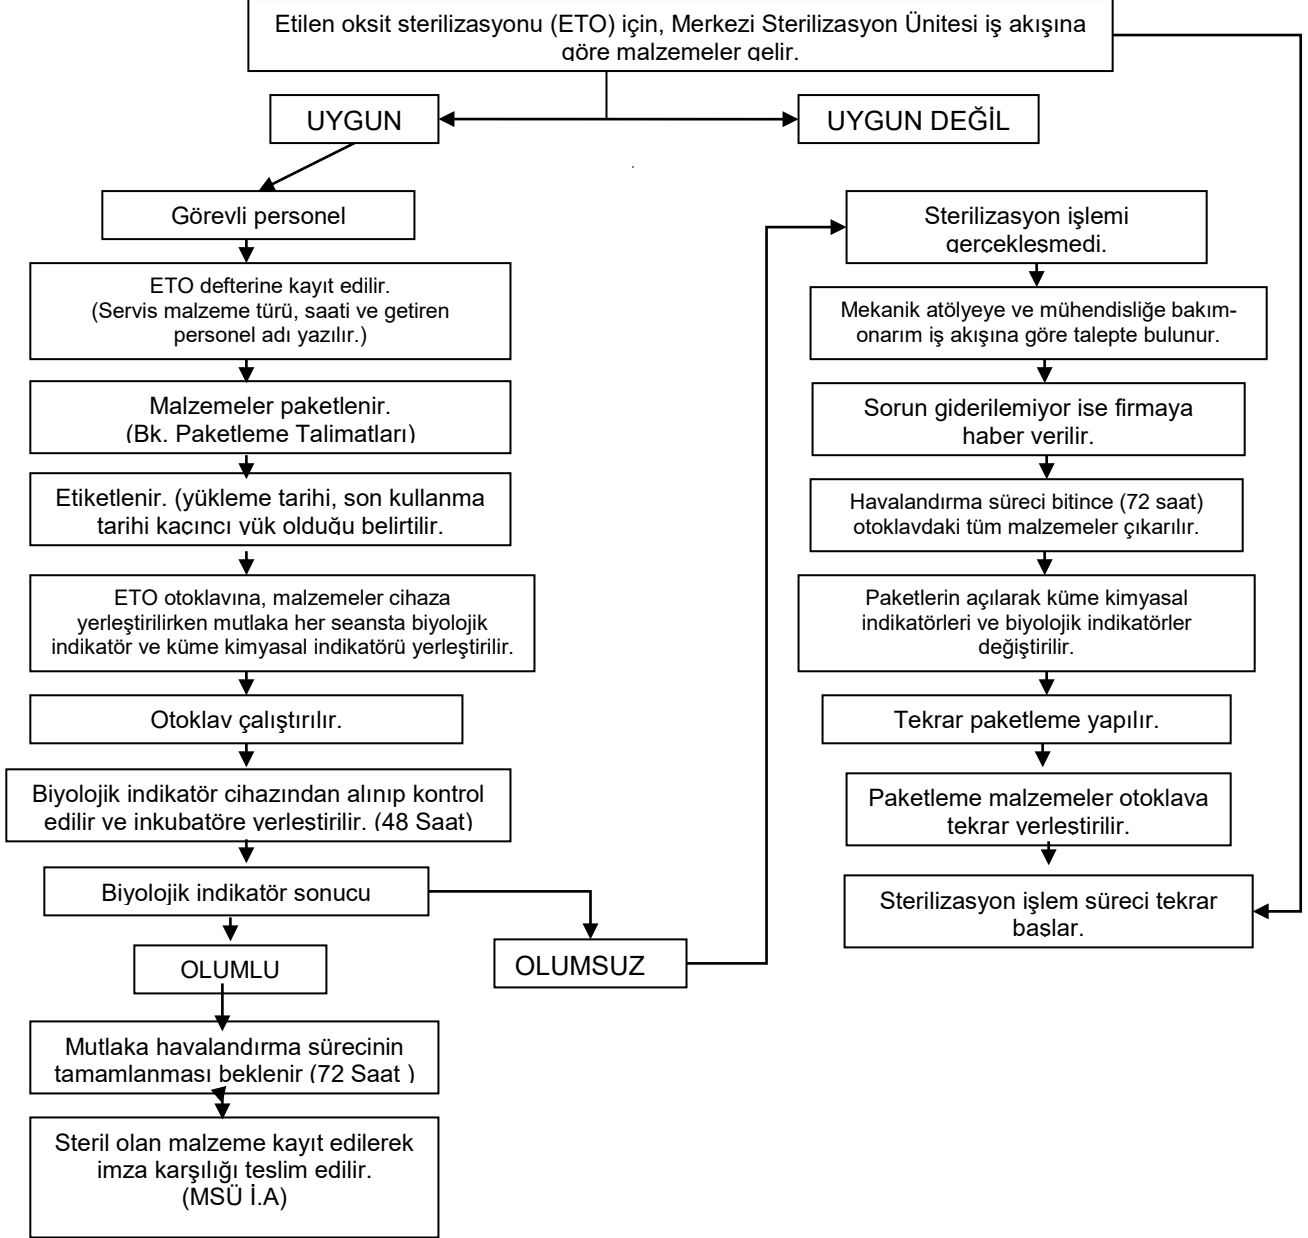 Etilen oksit sterilizasyonu (ETO) için, Merkezi Sterilizasyon Ünitesi iş akışına
göre malzemeler gelir.
UYGUN
UYGUN DEĞİL
Görevli personel
ETO defterine kayıt edilir.
(Servis malzeme türü, saati ve getiren
personel adı yazılır.)
Malzemeler paketlenir.
(Bk. Paketleme Talimatları)
Etiketlenir. (yükleme tarihi, son kullanma
tarihi kaçıncı yük olduğu belirtilir.
ETO otoklavına, malzemeler cihaza
yerleştirilirken mutlaka her seansta biyolojik
indikatör ve küme kimyasal indikatörü yerleştirilir.
Otoklav çalıştırılır.
Biyolojik indikatör cihazından alınıp kontrol
edilir ve inkubatöre yerleştirilir. (48 Saat)
Biyolojik indikatör sonucu
OLUMLU
OLUMSUZ
Mutlaka havalandırma sürecinin
tamamlanması beklenir (72 Saat )
Steril olan malzeme kayıt edilerek
imza karşılığı teslim edilir.
(MSÜ İ.A)
Sterilizasyon işlemi
gerçekleşmedi.
Mekanik atölyeye ve mühendisliğe bakım-
onarım iş akışına göre talepte bulunur.
Sorun giderilemiyor ise firmaya
haber verilir.
Havalandırma süreci bitince (72 saat)
otoklavdaki tüm malzemeler çıkarılır.
Paketlerin açılarak küme kimyasal
indikatörleri ve biyolojik indikatörler
değiştirilir.
Tekrar paketleme yapılır.
Paketleme malzemeler otoklava
tekrar yerleştirilir.
Sterilizasyon işlem süreci tekrar
başlar.